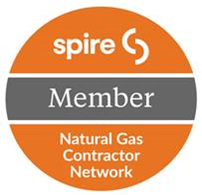 spire
Member
Natural Gas
Contractor
Network